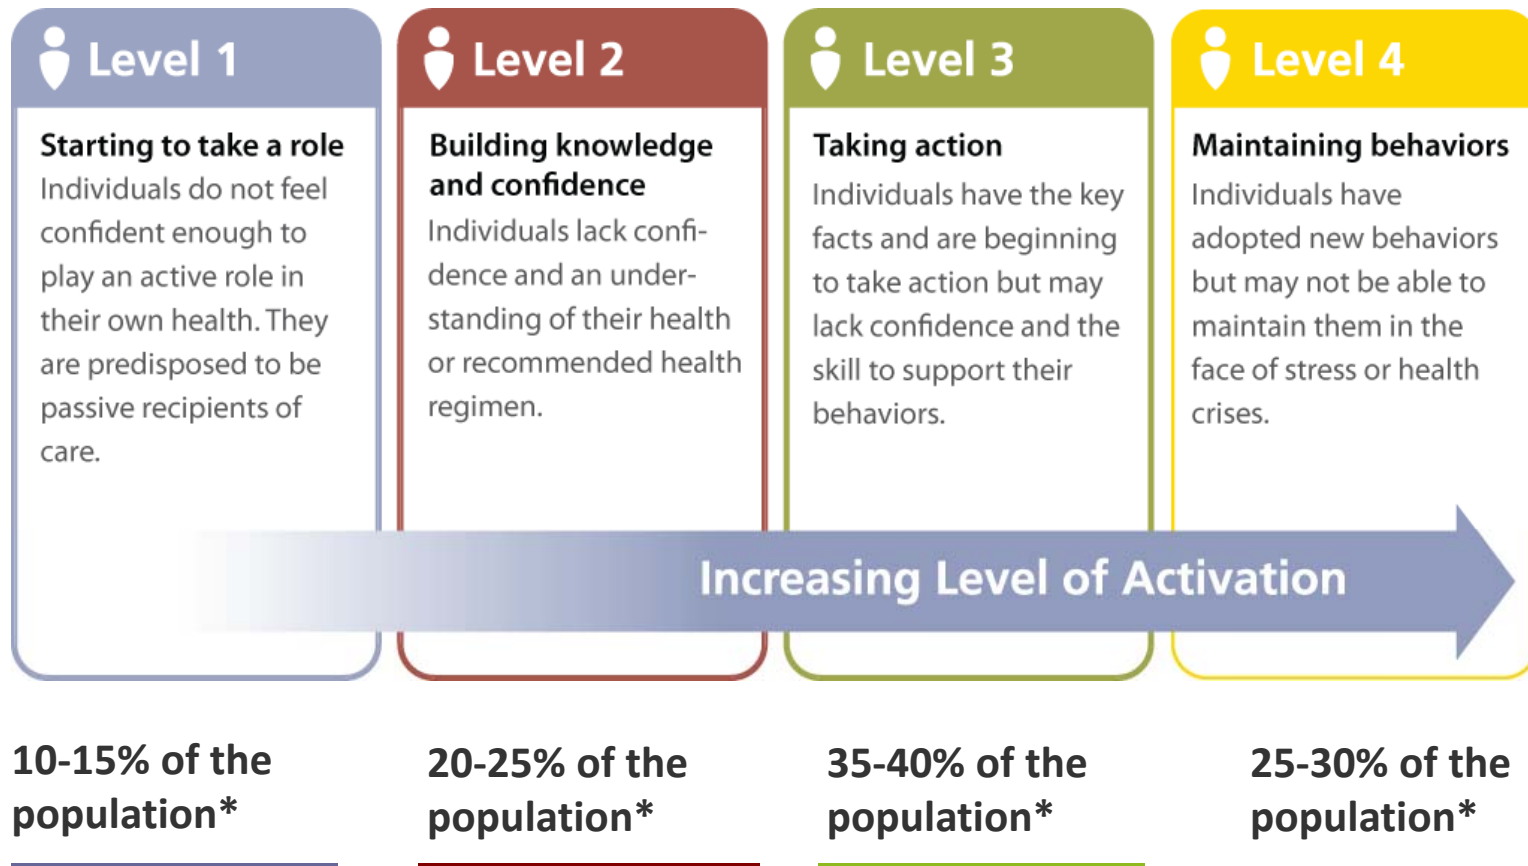 Level 1
Starting to take a role
Individuals do not feel
confident enough to
play an active role in
their own health. They
are predisposed to be
passive recipients of
care.
Level 2
Building knowledge
and confidence
Individuals lack confi-
dence and an under-
standing of their health
or recommended health
regimen.
Level 3
Taking action
Individuals have the key
facts and are beginning
to take action but may
lack confidence and the
skill to support their
behaviors.
Level 4
Maintaining behaviors
Individuals have
adopted new behaviors
but may not be able to
maintain them in the
face of stress or health
crises.
Increasing Level of Activation
10-15% of the
population*
20-25% of the
population*
35-40% of the
population*
25-30% of the
population*